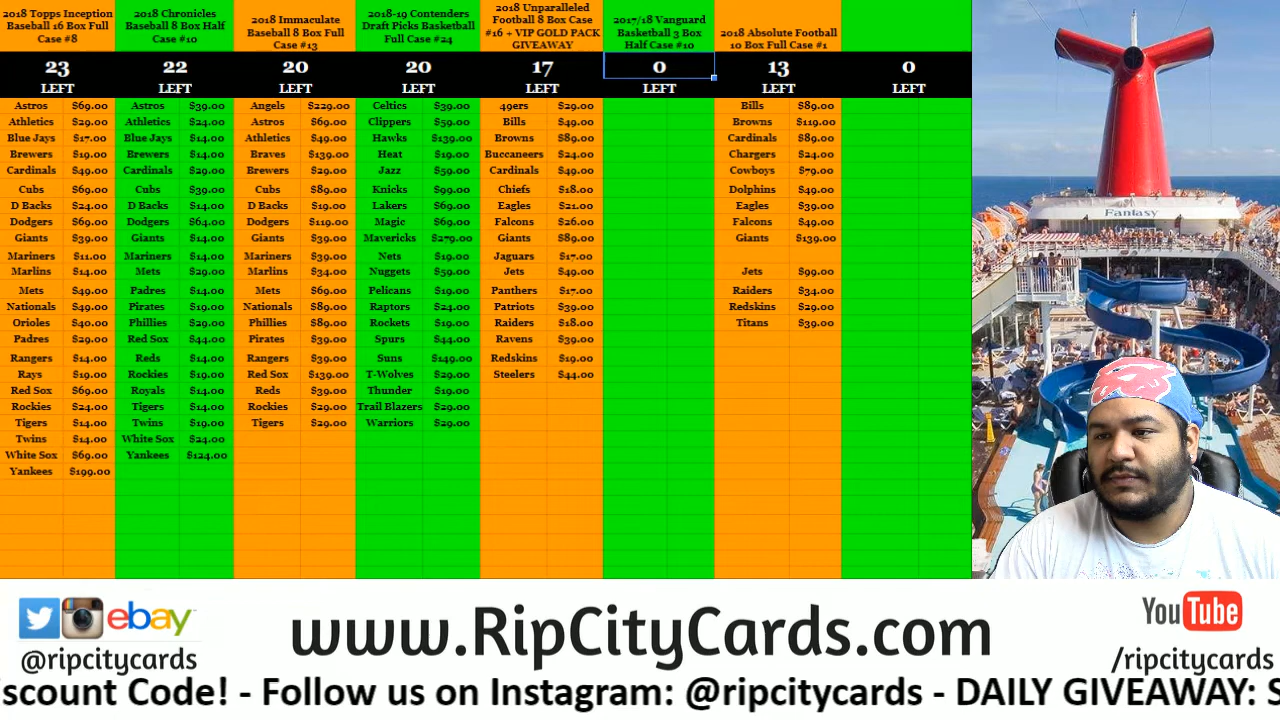 2018 Topps Inception
Baseball 16 Box Full
Case #8
23
LEFT
Astros $69.00
Athletics $29.00
Blue Jays $17.00
Brewers $19.00
Cardinals $49.00
Cubs $69.00
D Backs $24.00
Dodgers $69.00
Giants $39.00
Mariners $11.00
Marlins $14.00
Mets $49.00
Nationals $49.00
Orioles $40.00
Padres $29.00
Rangers $14.00
Rays $19.00
Red Sox $69.00
Rockies $24.00
Tigers $14.00
Twins $14.00
White Sox $69.00
Yankees $199.00
2018 Chronicles
Baseball 8 Box Half
Case #10
22
LEFT
Astros $39.00
Athletics $24.00
Blue Jays $14.00
Brewers $14.00
Cardinals $29.00
Cubs $39.00
D Backs $14.00
Dodgers $64.00
Giants $14.00
Mariners $14.00
Mets $29.00
Padres $14.00
Pirates $19.00
Phillies $29.00
Red Sox $44.00
Reds $14.00
Rockies $19.00
Royals $14.00
Tigers $14.00
Twins $19.00
White Sox $24.00
Yankees $124.00
2018 Immaculate
Baseball 8 Box Full
Case #13
20
LEFT
Angels $229.00
Astros $69.00
Athletics $49.00
Braves $139.00
Brewers $29.00
Cubs $89.00
D Backs $19.00
Dodgers $119.00
Giants $39.00
Mariners $39.00
Marlins $34.00
Mets $69.00
Nationals $89.00
Phillies $89.00
Pirates $39.00
Rangers $39.00
Red Sox $139.00
Reds $39.00
Rockies $29.00
Tigers $29.00
2018-19 Contenders
Draft Picks Basketball
Full Case #24
20
LEFT
Celtics $39.00
Clippers $59.00
Hawks $139.00
Heat $19.00
Jazz $59.00
Knicks $99.00
Lakers $69.00
Magic $69.00
Mavericks $279.00
Nets $19.00
Nuggets $59.00
Pelicans $19.00
Raptors $24.00
Rockets $19.00
Spurs $44.00
Suns $149.00
T-Wolves $29.00
Thunder $19.00
Trail Blazers $29.00
Warriors $29.00
2018 Unparalleled
Football 8 Box Case
#16 + VIP GOLD PACK
GIVEAWAY
17
LEFT
49ers $29.00
Bills $49.00
Browns $89.00
Buccaneers $24.00
Cardinals $49.00
Chiefs $18.00
Eagles $21.00
Falcons $26.00
Giants $89.00
Jaguars $17.00
Jets $49.00
Panthers $17.00
Patriots $39.00
Raiders $18.00
Ravens $39.00
Redskins $19.00
Steelers $44.00
2017/18 Vanguard
Basketball 3 Box
Half Case #10
0
LEFT
2018 Absolute Football
10 Box Full Case #1
13
LEFT
Bills $89.00
Browns $119.00
Cardinals $89.00
Chargers $24.00
Cowboys $79.00
Dolphins $49.00
Eagles $39.00
Falcons $49.00
Giants $139.00
Jets $99.00
Raiders $34.00
Redskins $29.00
Titans $39.00
0
LEFT
Fantasy
ebay
@ripcitycards
www.RipCityCards.com
YouTube
/ripcitycards
iscount Code! - Follow us on Instagram: @ripcitycards - DAILY GIVEAWAY: S